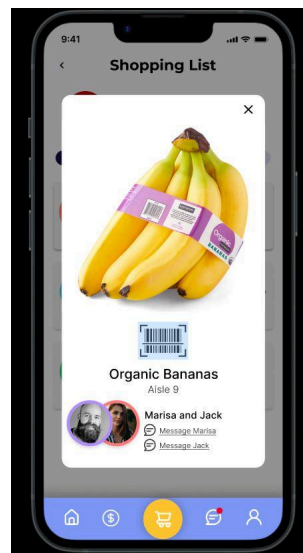 9:41
Shopping List
Organic
BANANAS
Organic Bananas
Aisle 9
Marisa and Jack
Message Marisa
Message Jack